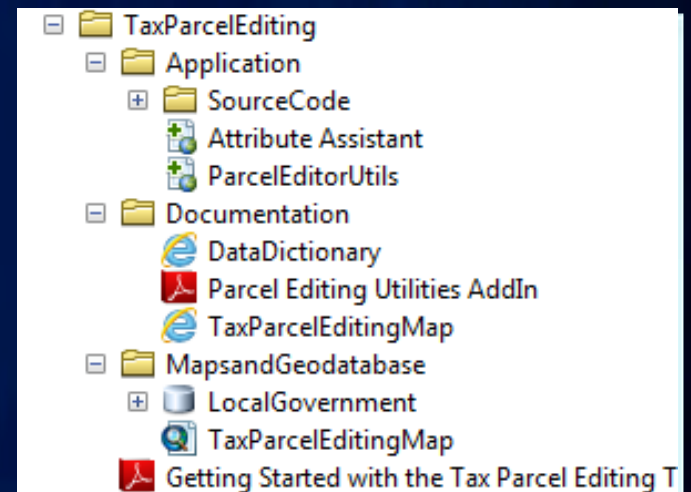 TaxParcelEditing
Application
SourceCode
Attribute Assistant
ParcelEditorUtils
Documentation
DataDictionary
Parcel Editing Utilities AddIn
TaxParcelEditingMap
MapsandGeodatabase
LocalGovernment
TaxParcelEditingMap
Getting Started with the Tax Parcel Editing T